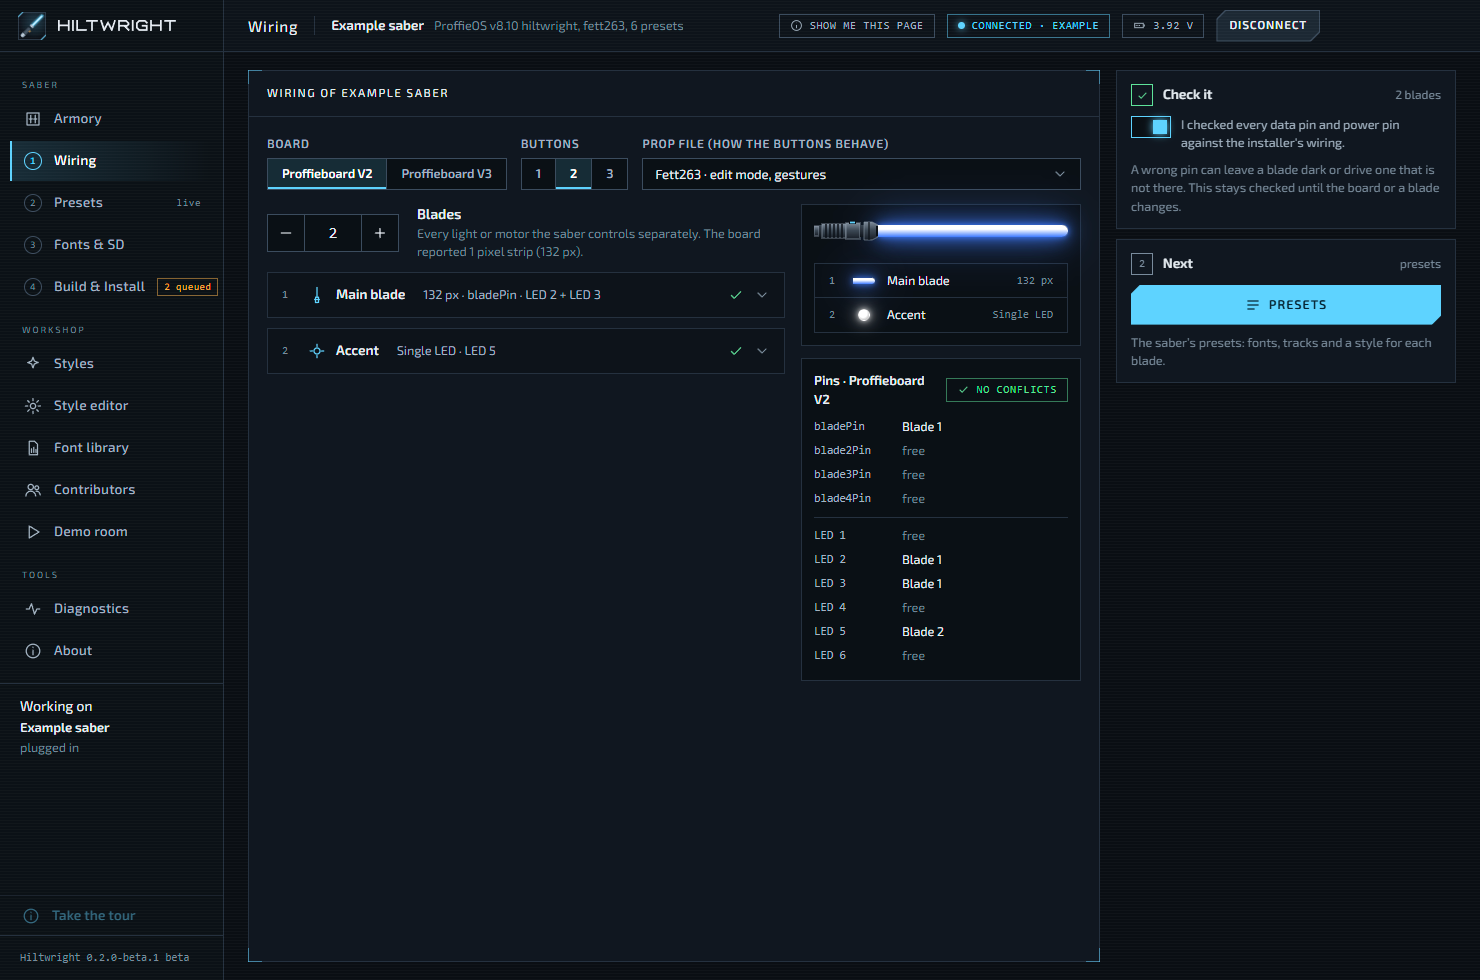 HILTWRIGHT
Wiring
Example saber ProffieOS v8.10 hiltwright, fett263, 6 presets
SHOW ME THIS PAGE
CONNECTED · EXAMPLE
3.92 V
DISCONNECT
SABER
Armory
1 Wiring
2 Presets live
3 Fonts & SD
4 Build & Install 2 queued
WORKSHOP
Styles
Style editor
Font library
Contributors
Demo room
TOOLS
Diagnostics
About
Working on
Example saber
plugged in
Take the tour
Hiltwright 0.2.0-beta.1 beta
WIRING OF EXAMPLE SABER
BOARD
Proffieboard V2 Proffieboard V3
BUTTONS
1 2 3
PROP FILE (HOW THE BUTTONS BEHAVE)
Fett263 · edit mode, gestures
− 2 +
Blades
Every light or motor the saber controls separately. The board
reported 1 pixel strip (132 px).
1 Main blade 132 px · bladePin · LED 2 + LED 3
2 Accent Single LED · LED 5
1 Main blade 132 px
2 Accent Single LED
Pins · Proffieboard
V2
NO CONFLICTS
bladePin Blade 1
blade2Pin free
blade3Pin free
blade4Pin free
LED 1 free
LED 2 Blade 1
LED 3 Blade 1
LED 4 free
LED 5 Blade 2
LED 6 free
Check it 2 blades
I checked every data pin and power pin
against the installer's wiring.
A wrong pin can leave a blade dark or drive one that is
not there. This stays checked until the board or a blade
changes.
2 Next presets
PRESETS
The saber's presets: fonts, tracks and a style for each
blade.